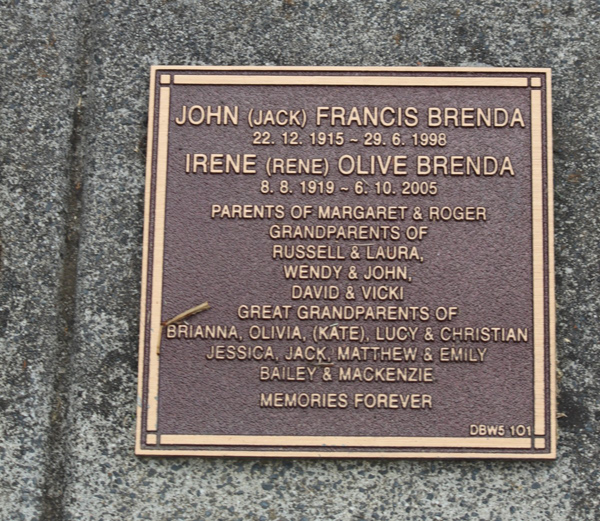 JOHN (JACK) FRANCIS BRENDA
22. 12. 1915 ~ 29. 6. 1998
IRENE (RENE) OLIVE BRENDA
8. 8. 1919 ~ 6. 10. 2005
PARENTS OF MARGARET & ROGER
GRANDPARENTS OF
RUSSELL & LAURA,
WENDY & JOHN,
DAVID & VICKI
GREAT GRANDPARENTS OF
BRIANNA, OLIVIA, (KATE), LUCY & CHRISTIAN
JESSICA, JACK, MATTHEW & EMILY
BAILEY & MACKENZIE
MEMORIES FOREVER
DBW5 1O1